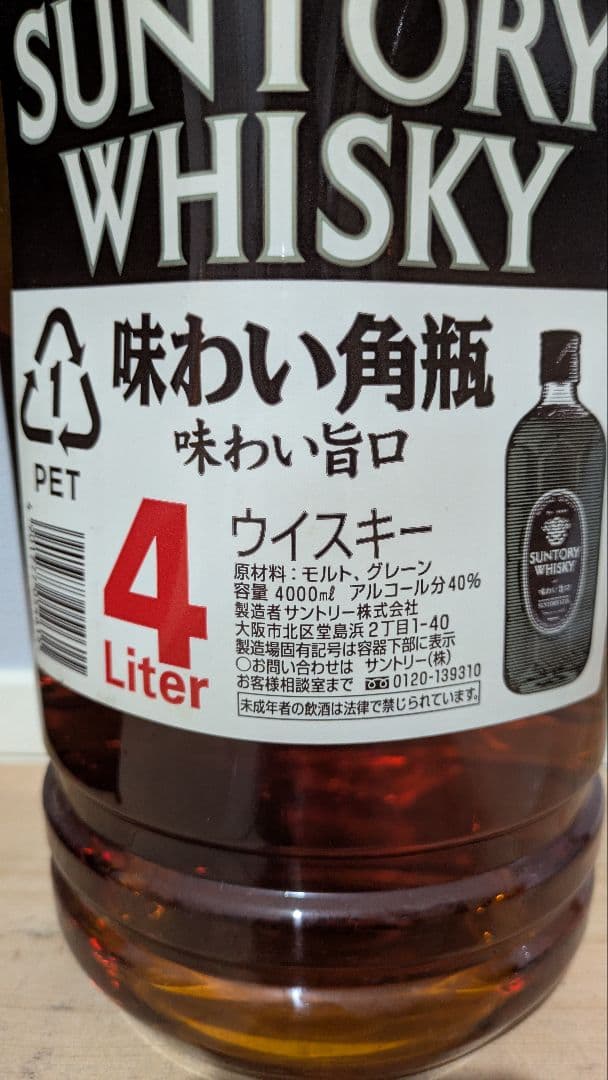 SUNTORY
WHISKY
味わい角瓶
味わい旨口
1
PET
4
Liter
ウイスキー
原材料：モルト、グレーン
容量 4000㎖ アルコール分40%
製造者サントリー株式会社
大阪市北区堂島浜2丁目1-40
製造場固有記号は容器下部に表示
○お問い合わせは サントリー(株)
お客様相談室まで 0120-139310
未成年者の飲酒は法律で禁じられています。
SUNTORY
WHISKY
味わい旨口